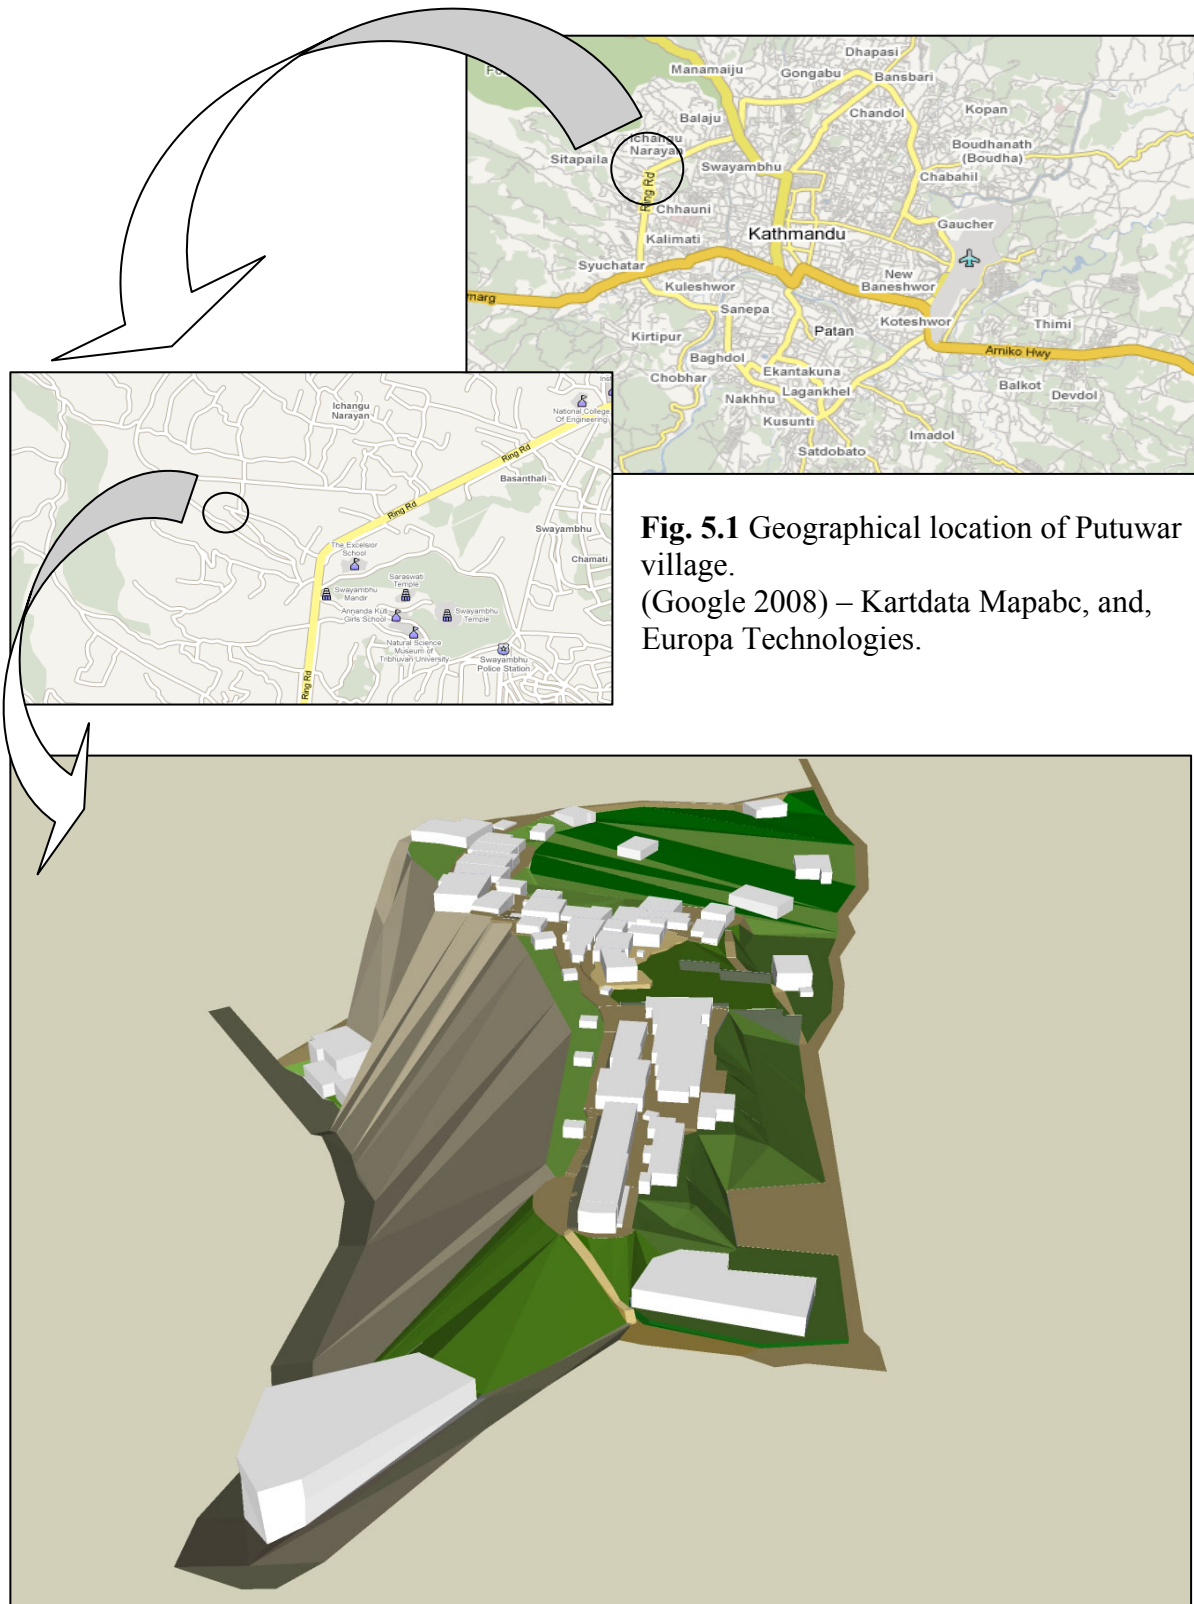 Dhapasi
Manamaiju
Gongabu
Bansbari
Balaju
Chandol
Kopan
Ichangu
Narayan
Boudhanath
(Boudha)
Sitapaila
Swayambhu
Chabahil
Ring Rd
Chhauni
Gaucher
Kalimati
Kathmandu
Syuchatar
Kuleshwor
New
Baneshwor
marg
Sanepa
Koteshwor
Thimi
Kirtipur
Patan
Arniko Hwy
Baghdol
Ekantakuna
Chobhar
Nakhhu
Lagankhel
Balkot
Devdol
Kusunti
Imadol
Satdobato
Ichangu
Narayan
National College
Of Engineering
Ring Rd
Basanthali
Ring Rd
Swayambhu
The Excelsior
School
Chamati
Saraswati
Temple
Swayambhu
Mandir
Annanda Kuti
Girls School
Swayambhu
Temple
Natural Science
Museum of
Tribhuvan University
Swayambhu
Police Station
Ring Rd
Fig. 5.1 Geographical location of Putuwar
village.
(Google 2008) – Kartdata Mapabc, and,
Europa Technologies.